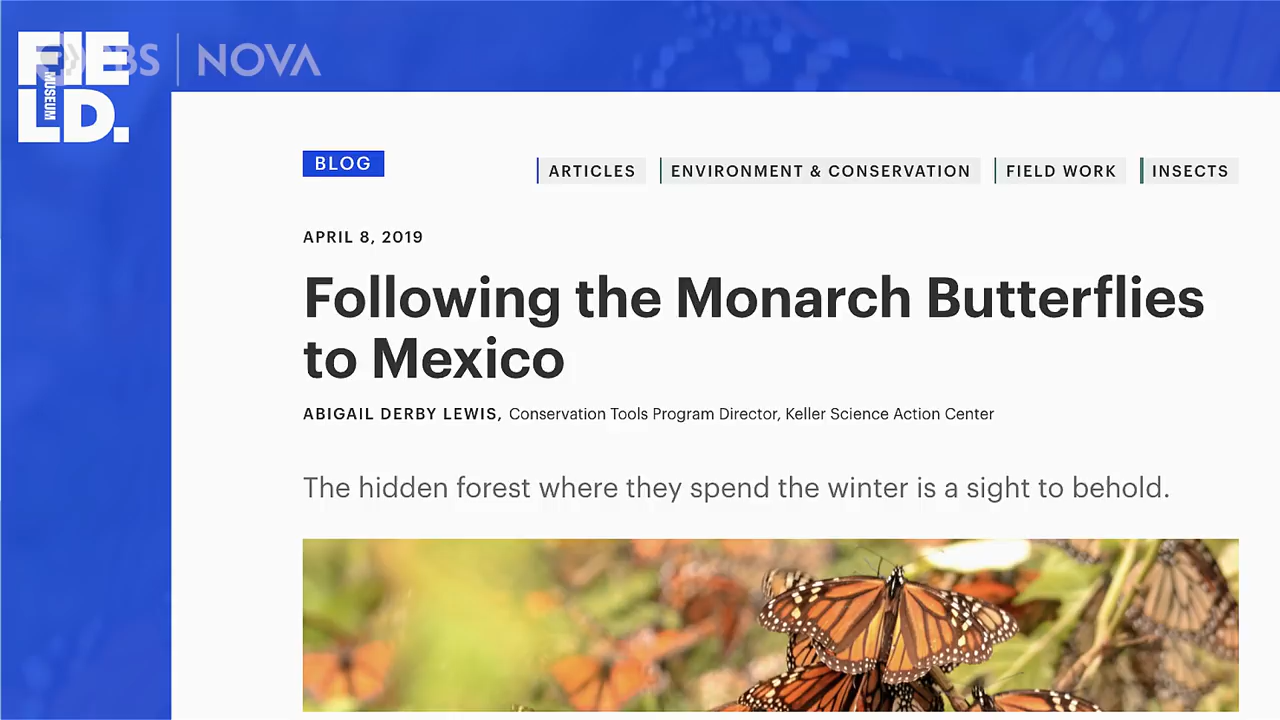 FIELD.
MUSEUM
PBS | NOVA
BLOG
ARTICLES
ENVIRONMENT & CONSERVATION
FIELD WORK
INSECTS
APRIL 8, 2019
Following the Monarch Butterflies
to Mexico
ABIGAIL DERBY LEWIS, Conservation Tools Program Director, Keller Science Action Center
The hidden forest where they spend the winter is a sight to behold.